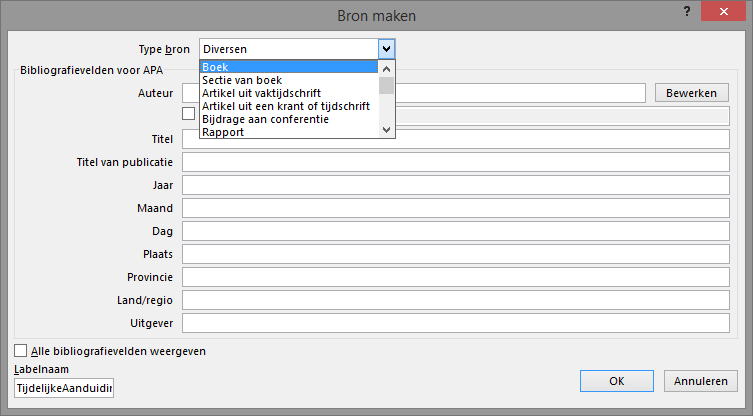 Bron maken
?
Type bron Diversen
Boek
Sectie van boek
Artikel uit vaktijdschrift
Artikel uit een krant of tijdschrift
Bijdrage aan conferentie
Rapport
Bibliografievelden voor APA
Auteur Bewerken
Titel
Titel van publicatie
Jaar
Maand
Dag
Plaats
Provincie
Land/regio
Uitgever
Alle bibliografievelden weergeven
Labelnaam
TijdelijkeAanduidin
OK Annuleren